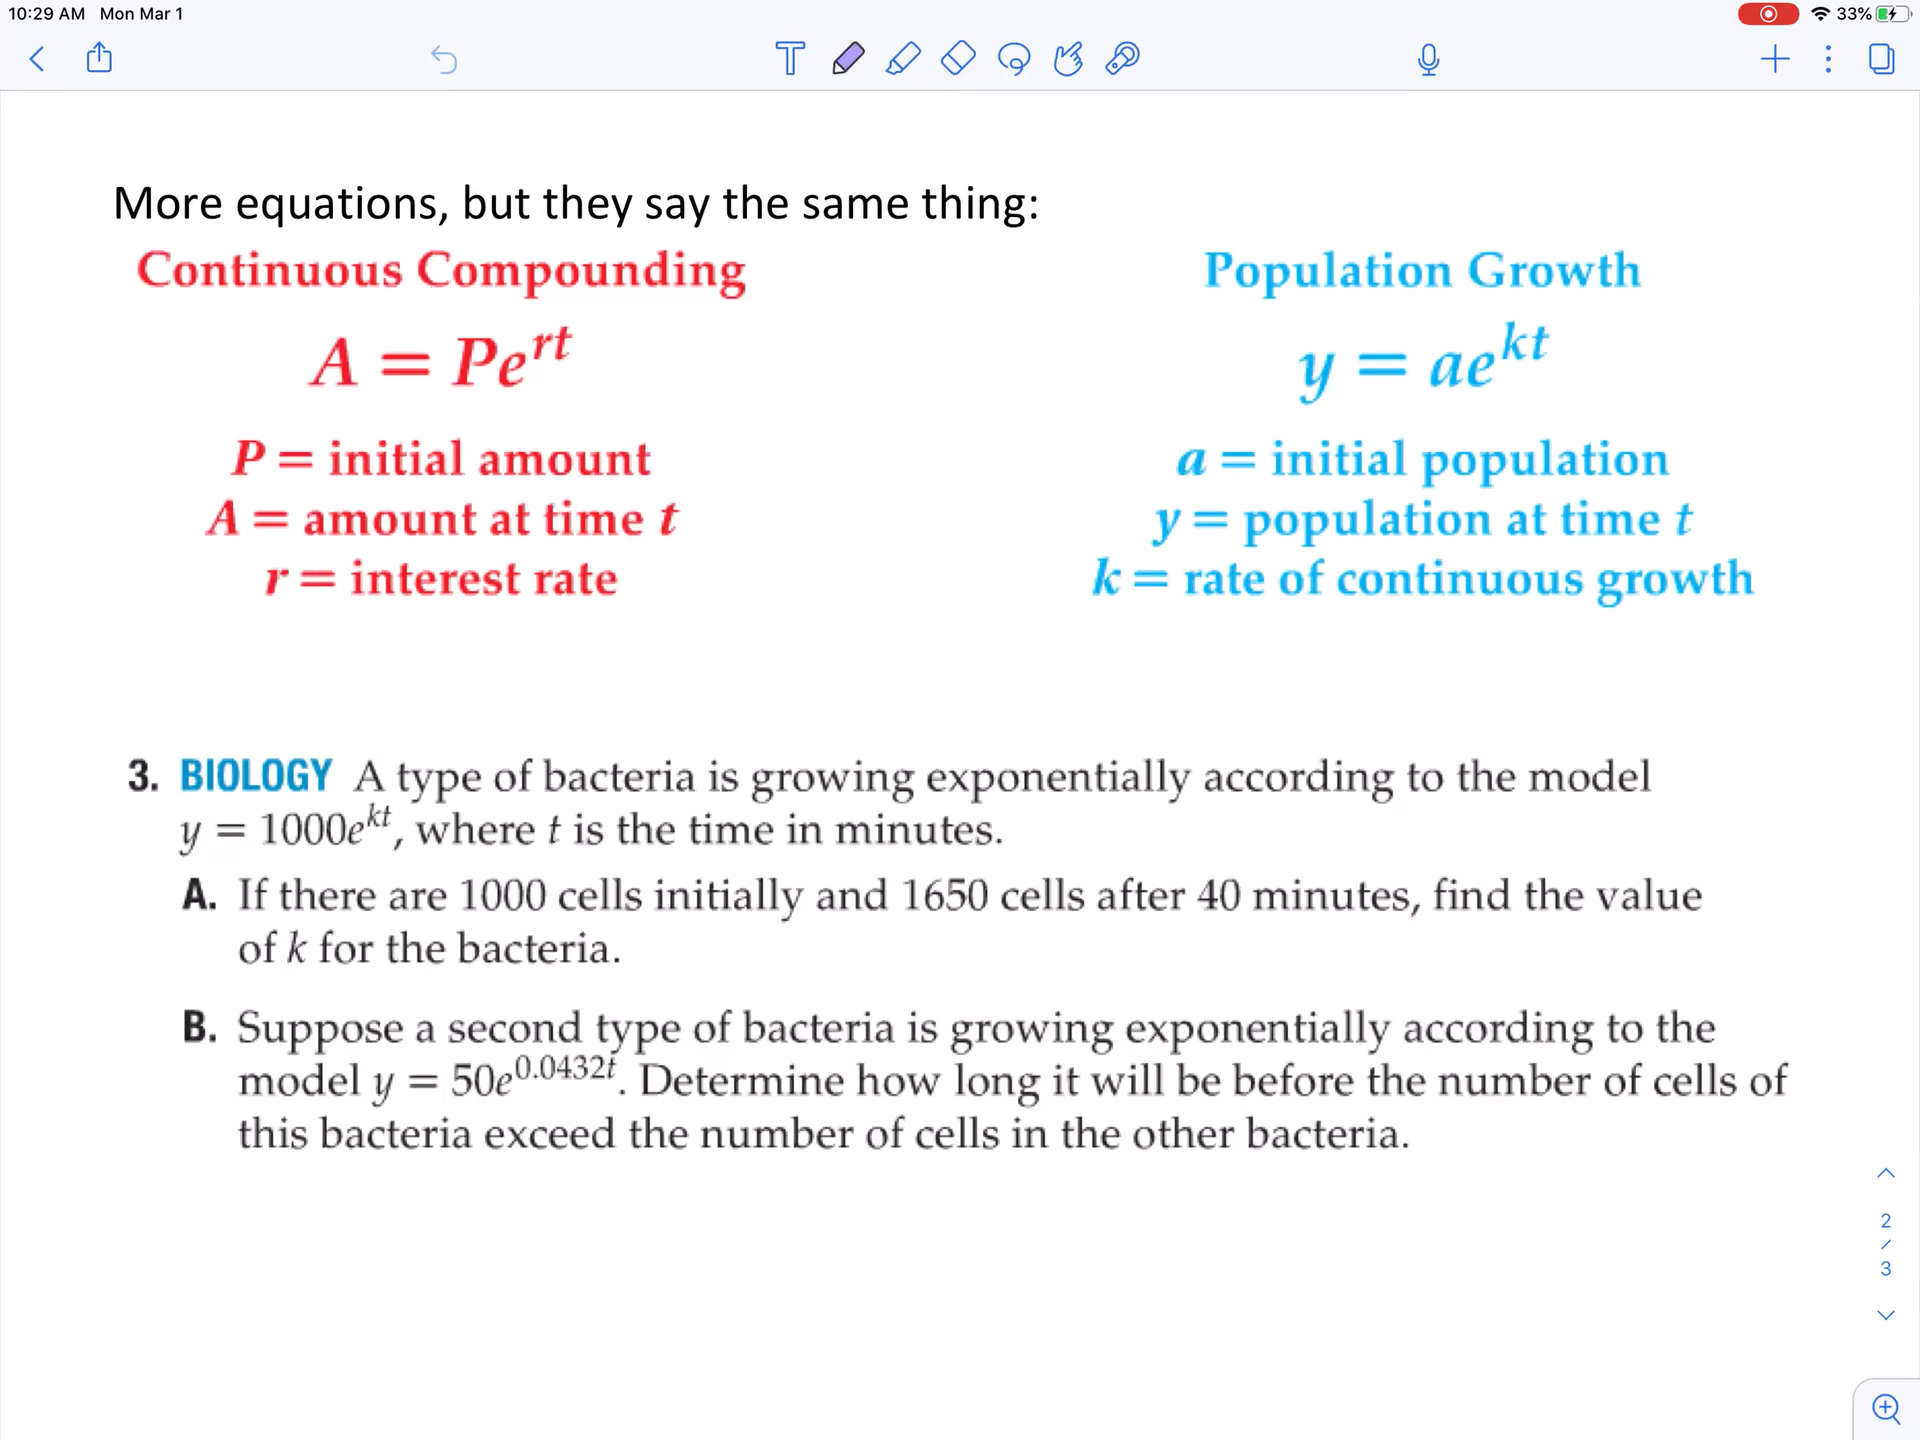 10:29 AM Mon Mar 1
33%
More equations, but they say the same thing:
Continuous Compounding
A = Pe^{rt}
P = initial amount
A = amount at time t
r = interest rate
Population Growth
y = ae^{kt}
a = initial population
y = population at time t
k = rate of continuous growth
3. BIOLOGY A type of bacteria is growing exponentially according to the model
y = 1000e^{kt}, where t is the time in minutes.
A. If there are 1000 cells initially and 1650 cells after 40 minutes, find the value
of k for the bacteria.
B. Suppose a second type of bacteria is growing exponentially according to the
model y = 50e^{0.0432t}. Determine how long it will be before the number of cells of
this bacteria exceed the number of cells in the other bacteria.
2
/
3